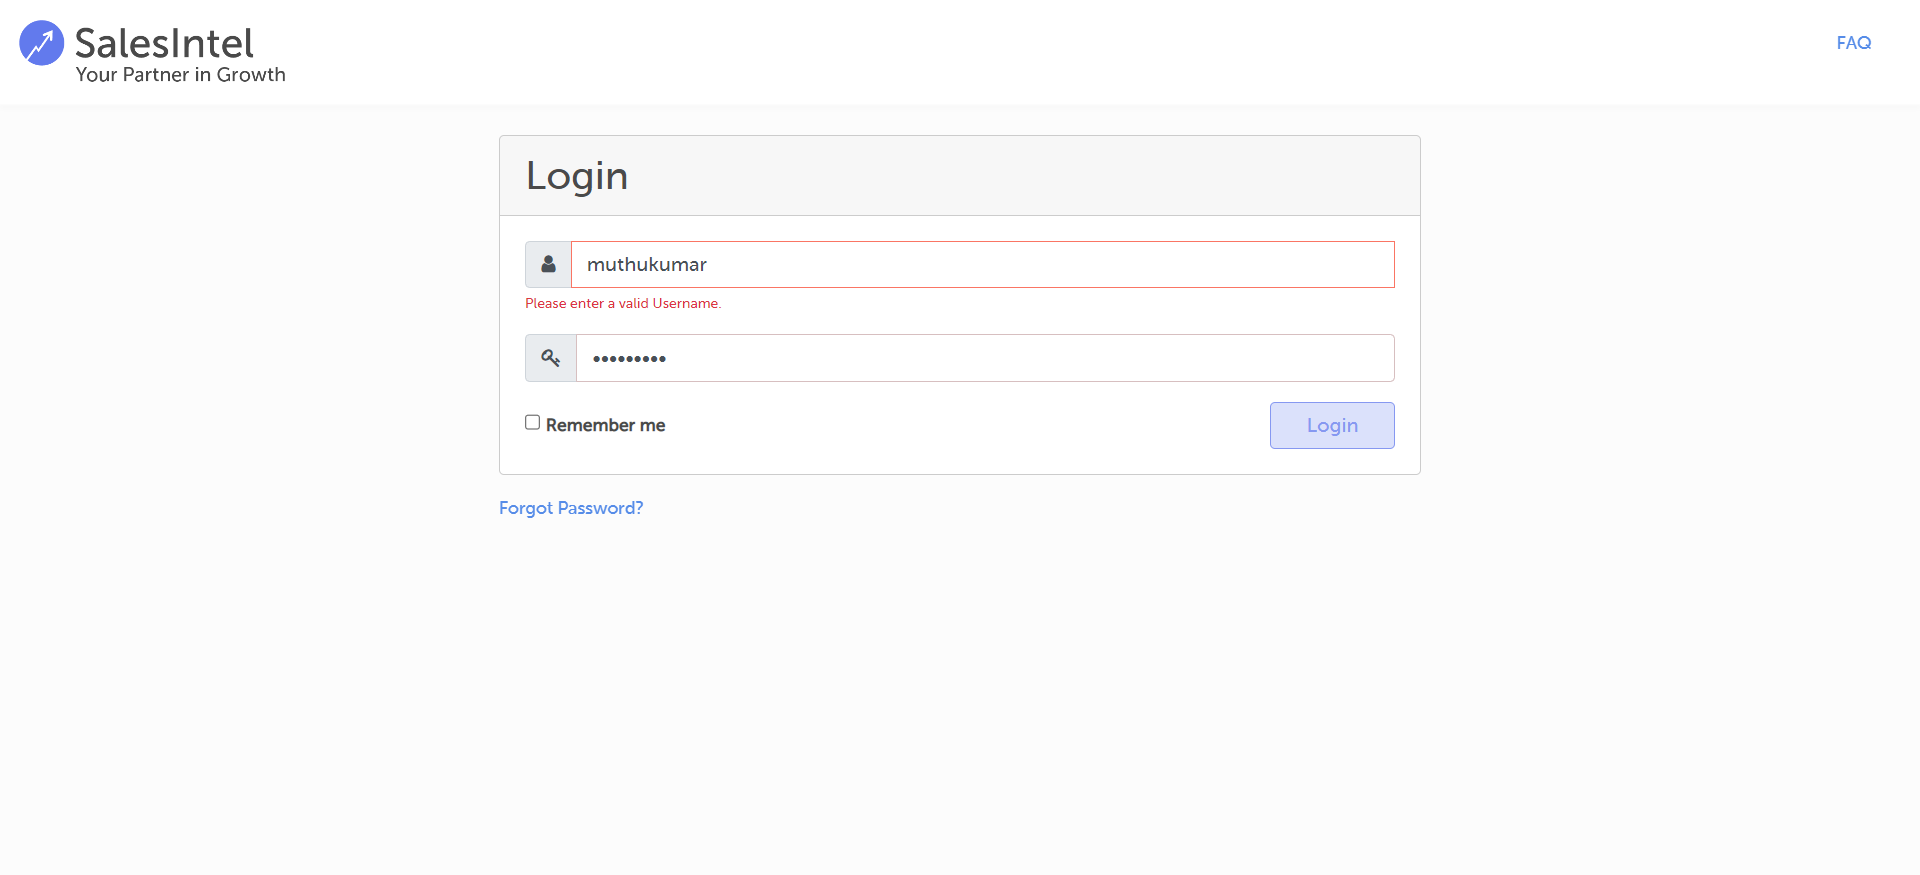 SalesIntel
Your Partner in Growth
FAQ
Login
muthukumar
Please enter a valid Username.
•••••••••
Remember me
Login
Forgot Password?